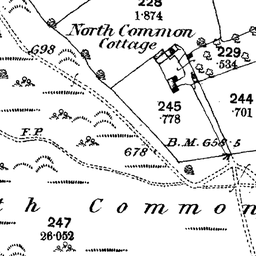 228
1·874
North Common
Cottage
698
229
·534
245
·778
244
·701
F.P.
B.M. 658·5
678
th Common
247
26·052